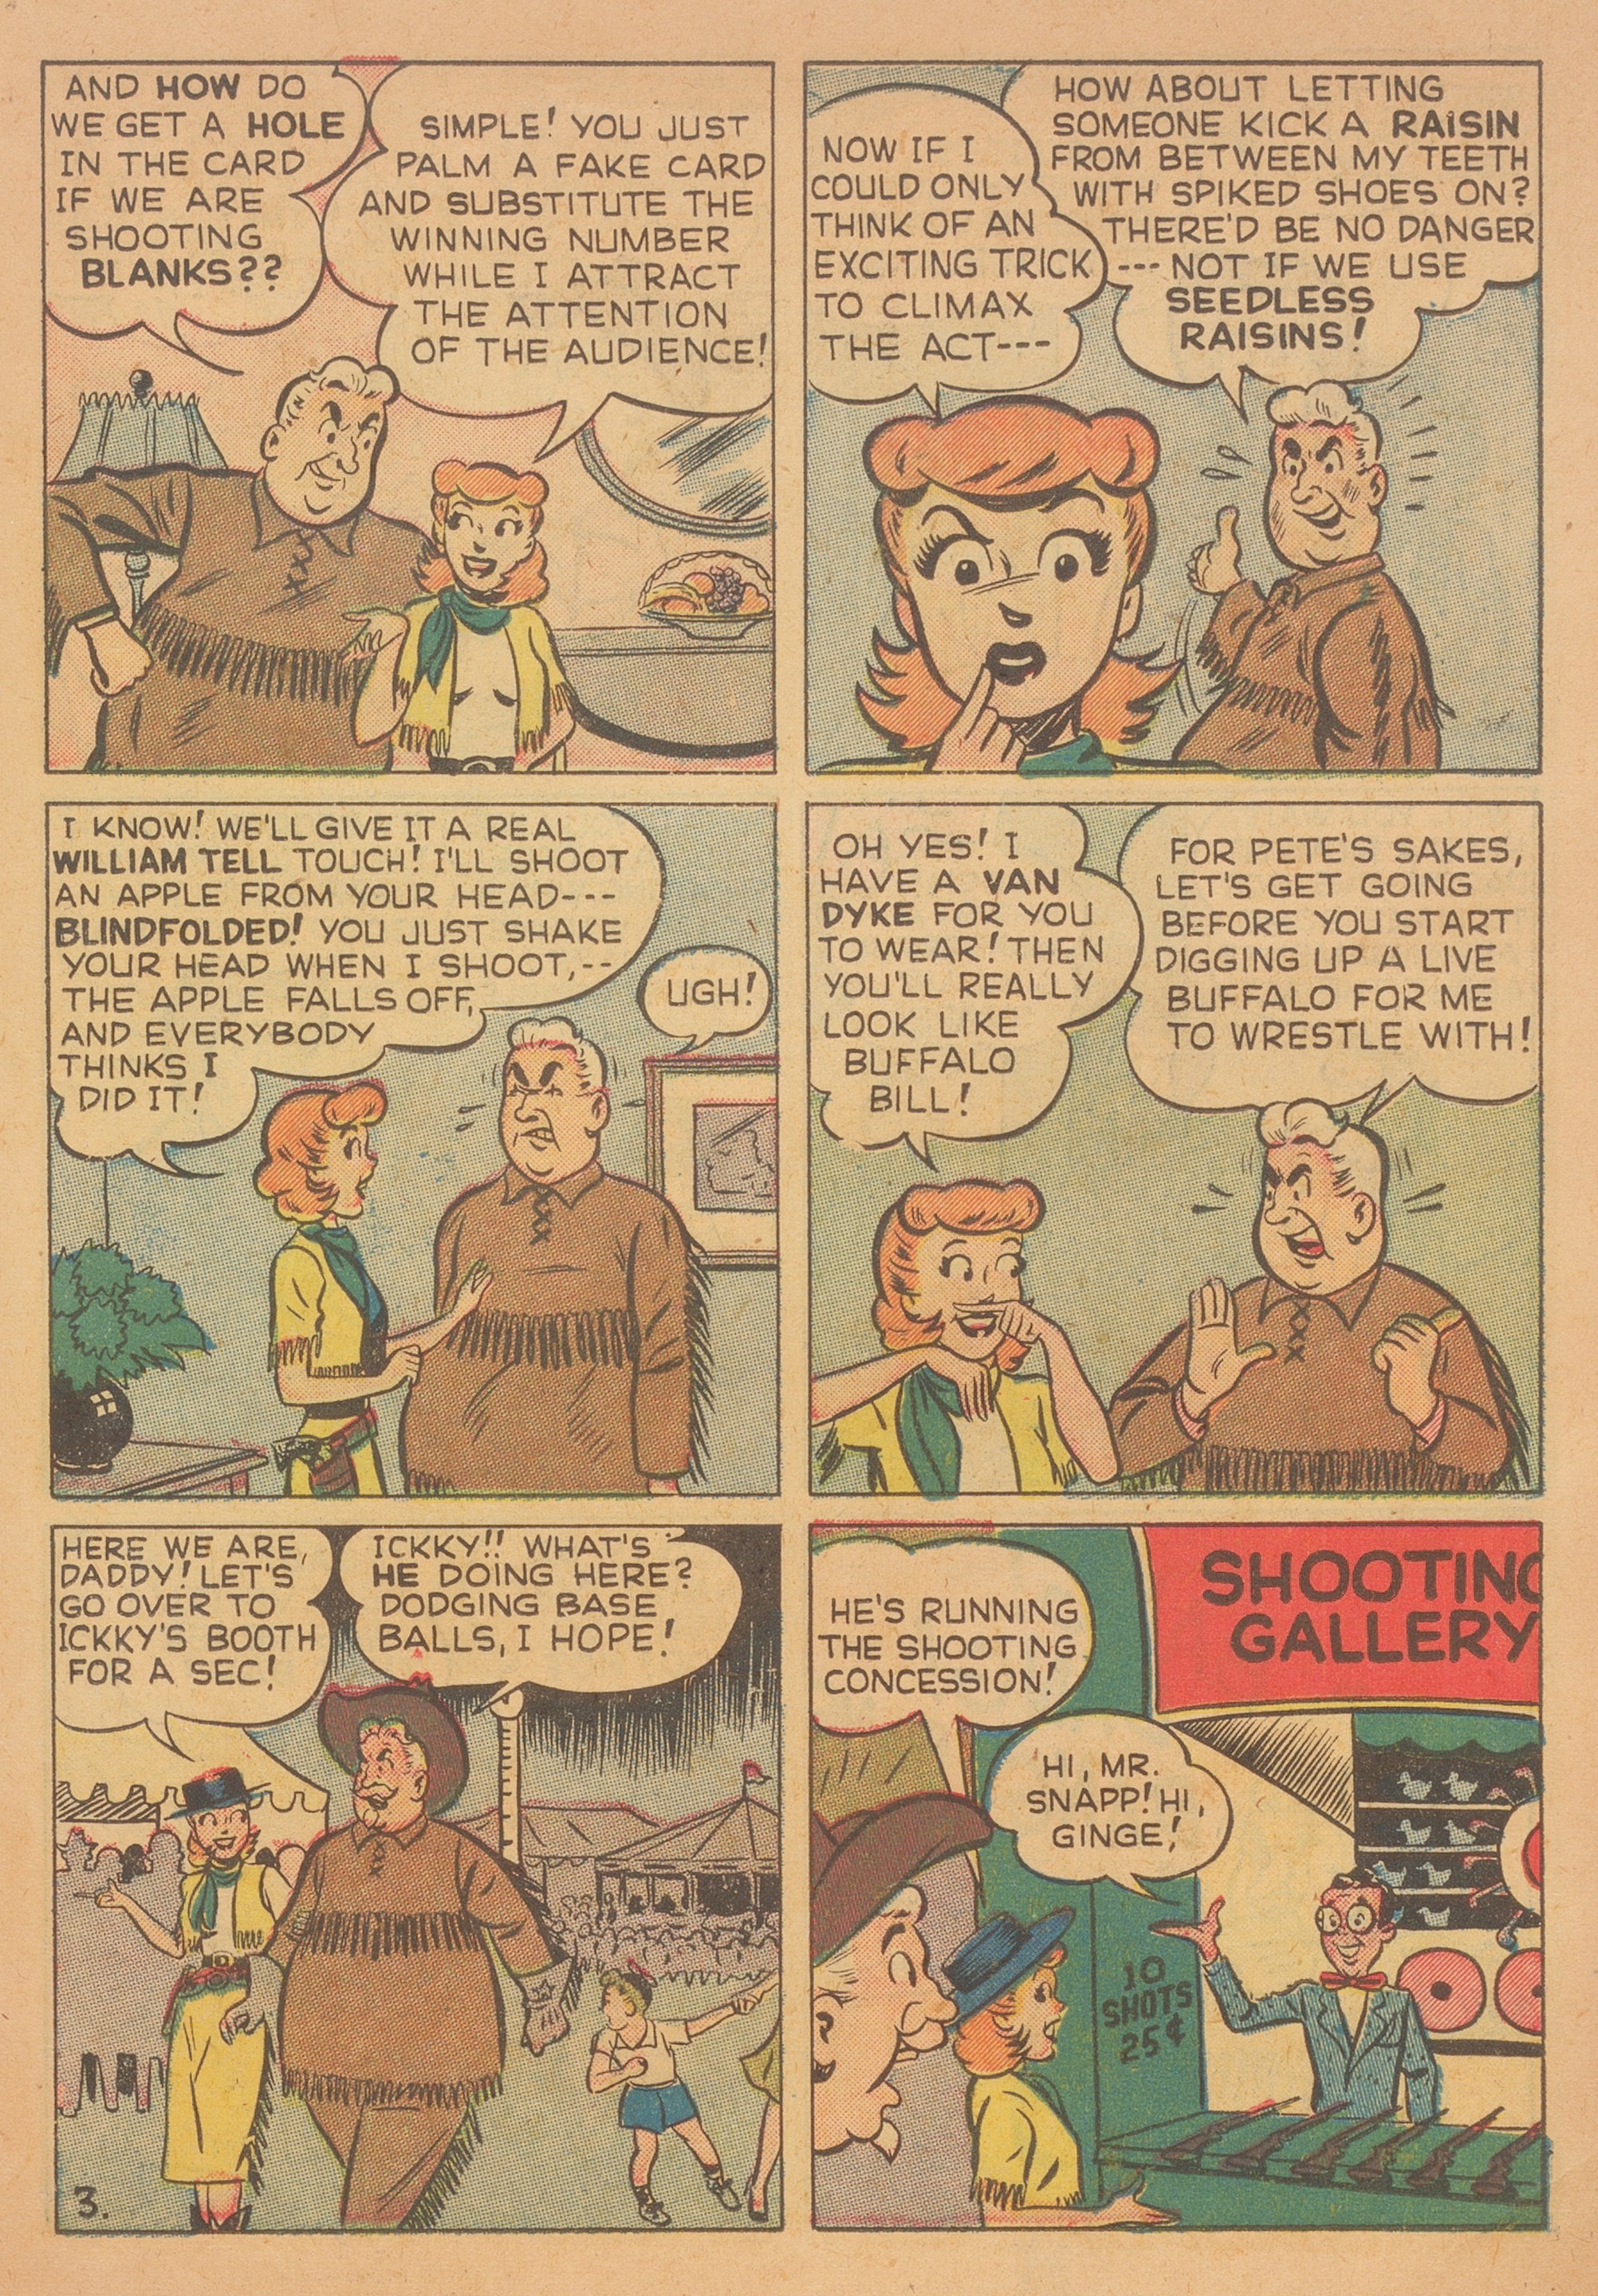 AND HOW DO
WE GET A HOLE
IN THE CARD
IF WE ARE
SHOOTING
BLANKS??
SIMPLE! YOU JUST
PALM A FAKE CARD
AND SUBSTITUTE THE
WINNING NUMBER
WHILE I ATTRACT
THE ATTENTION
OF THE AUDIENCE!
NOW IF I
COULD ONLY
THINK OF AN
EXCITING TRICK
TO CLIMAX
THE ACT---
HOW ABOUT LETTING
SOMEONE KICK A RAISIN
FROM BETWEEN MY TEETH
WITH SPIKED SHOES ON?
THERE'D BE NO DANGER
---NOT IF WE USE
SEEDLESS
RAISINS!
I KNOW! WE'LL GIVE IT A REAL
WILLIAM TELL TOUCH! I'LL SHOOT
AN APPLE FROM YOUR HEAD---
BLINDFOLDED! YOU JUST SHAKE
YOUR HEAD WHEN I SHOOT,--
THE APPLE FALLS OFF,
AND EVERYBODY
THINKS I
DID IT!
UGH!
OH YES! I
HAVE A VAN
DYKE FOR YOU
TO WEAR! THEN
YOU'LL REALLY
LOOK LIKE
BUFFALO
BILL!
FOR PETE'S SAKES,
LET'S GET GOING
BEFORE YOU START
DIGGING UP A LIVE
BUFFALO FOR ME
TO WRESTLE WITH!
HERE WE ARE,
DADDY! LET'S
GO OVER TO
ICKKY'S BOOTH
FOR A SEC!
ICKKY!! WHAT'S
HE DOING HERE?
DODGING BASE
BALLS, I HOPE!
3.
HE'S RUNNING
THE SHOOTING
CONCESSION!
SHOOTING
GALLERY
HI, MR.
SNAPP! HI,
GINGE!
10
SHOTS
25¢